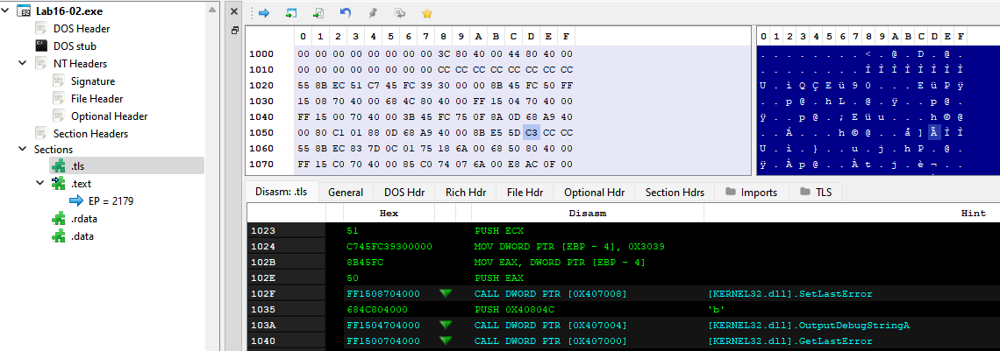 Lab16-02.exe
DOS Header
DOS stub
NT Headers
Signature
File Header
Optional Header
Section Headers
Sections
.tls
.text
EP = 2179
.rdata
.data
0 1 2 3 4 5 6 7 8 9 A B C D E F
1000 00 00 00 00 00 00 00 00 3C 80 40 00 44 80 40 00
1010 00 00 00 00 00 00 00 00 CC CC CC CC CC CC CC CC
1020 55 8B EC 51 C7 45 FC 39 30 00 00 8B 45 FC 50 FF
1030 15 08 70 40 00 68 4C 80 40 00 FF 15 04 70 40 00
1040 FF 15 00 70 40 00 3B 45 FC 75 0F 8A 0D 68 A9 40
1050 00 80 C1 01 88 0D 68 A9 40 00 8B E5 5D C3 CC CC
1060 55 8B EC 83 7D 0C 01 75 18 6A 00 68 50 80 40 00
1070 FF 15 C0 70 40 00 85 C0 74 07 6A 00 E8 AC 0F 00
0 1 2 3 4 5 6 7 8 9 A B C D E F
. . . . . . . . < . @ . D . @ .
. . . . . . . . Ì Ì Ì Ì Ì Ì Ì Ì
U . ì Q Ç E ü 9 0 . . . E ü P ÿ
. . p @ . h L . @ . ÿ . . p @ .
ÿ . . p @ . ; E ü u . . . h © @
. . Á . . . h © @ . . å ] Ã Ì Ì
U . ì . } . . u . j . h P . @ .
ÿ . À p @ . . À t . j . è ¬ . .
Disasm: .tls General DOS Hdr Rich Hdr File Hdr Optional Hdr Section Hdrs Imports TLS
Hex Disasm Hint
1023 51 PUSH ECX
1024 C745FC39300000 MOV DWORD PTR [EBP - 4], 0X3039
102B 8B45FC MOV EAX, DWORD PTR [EBP - 4]
102E 50 PUSH EAX
102F FF1508704000 CALL DWORD PTR [0X407008] [KERNEL32.dll].SetLastError
1035 684C804000 PUSH 0X40804C 'b'
103A FF1504704000 CALL DWORD PTR [0X407004] [KERNEL32.dll].OutputDebugStringA
1040 FF1500704000 CALL DWORD PTR [0X407000] [KERNEL32.dll].GetLastError